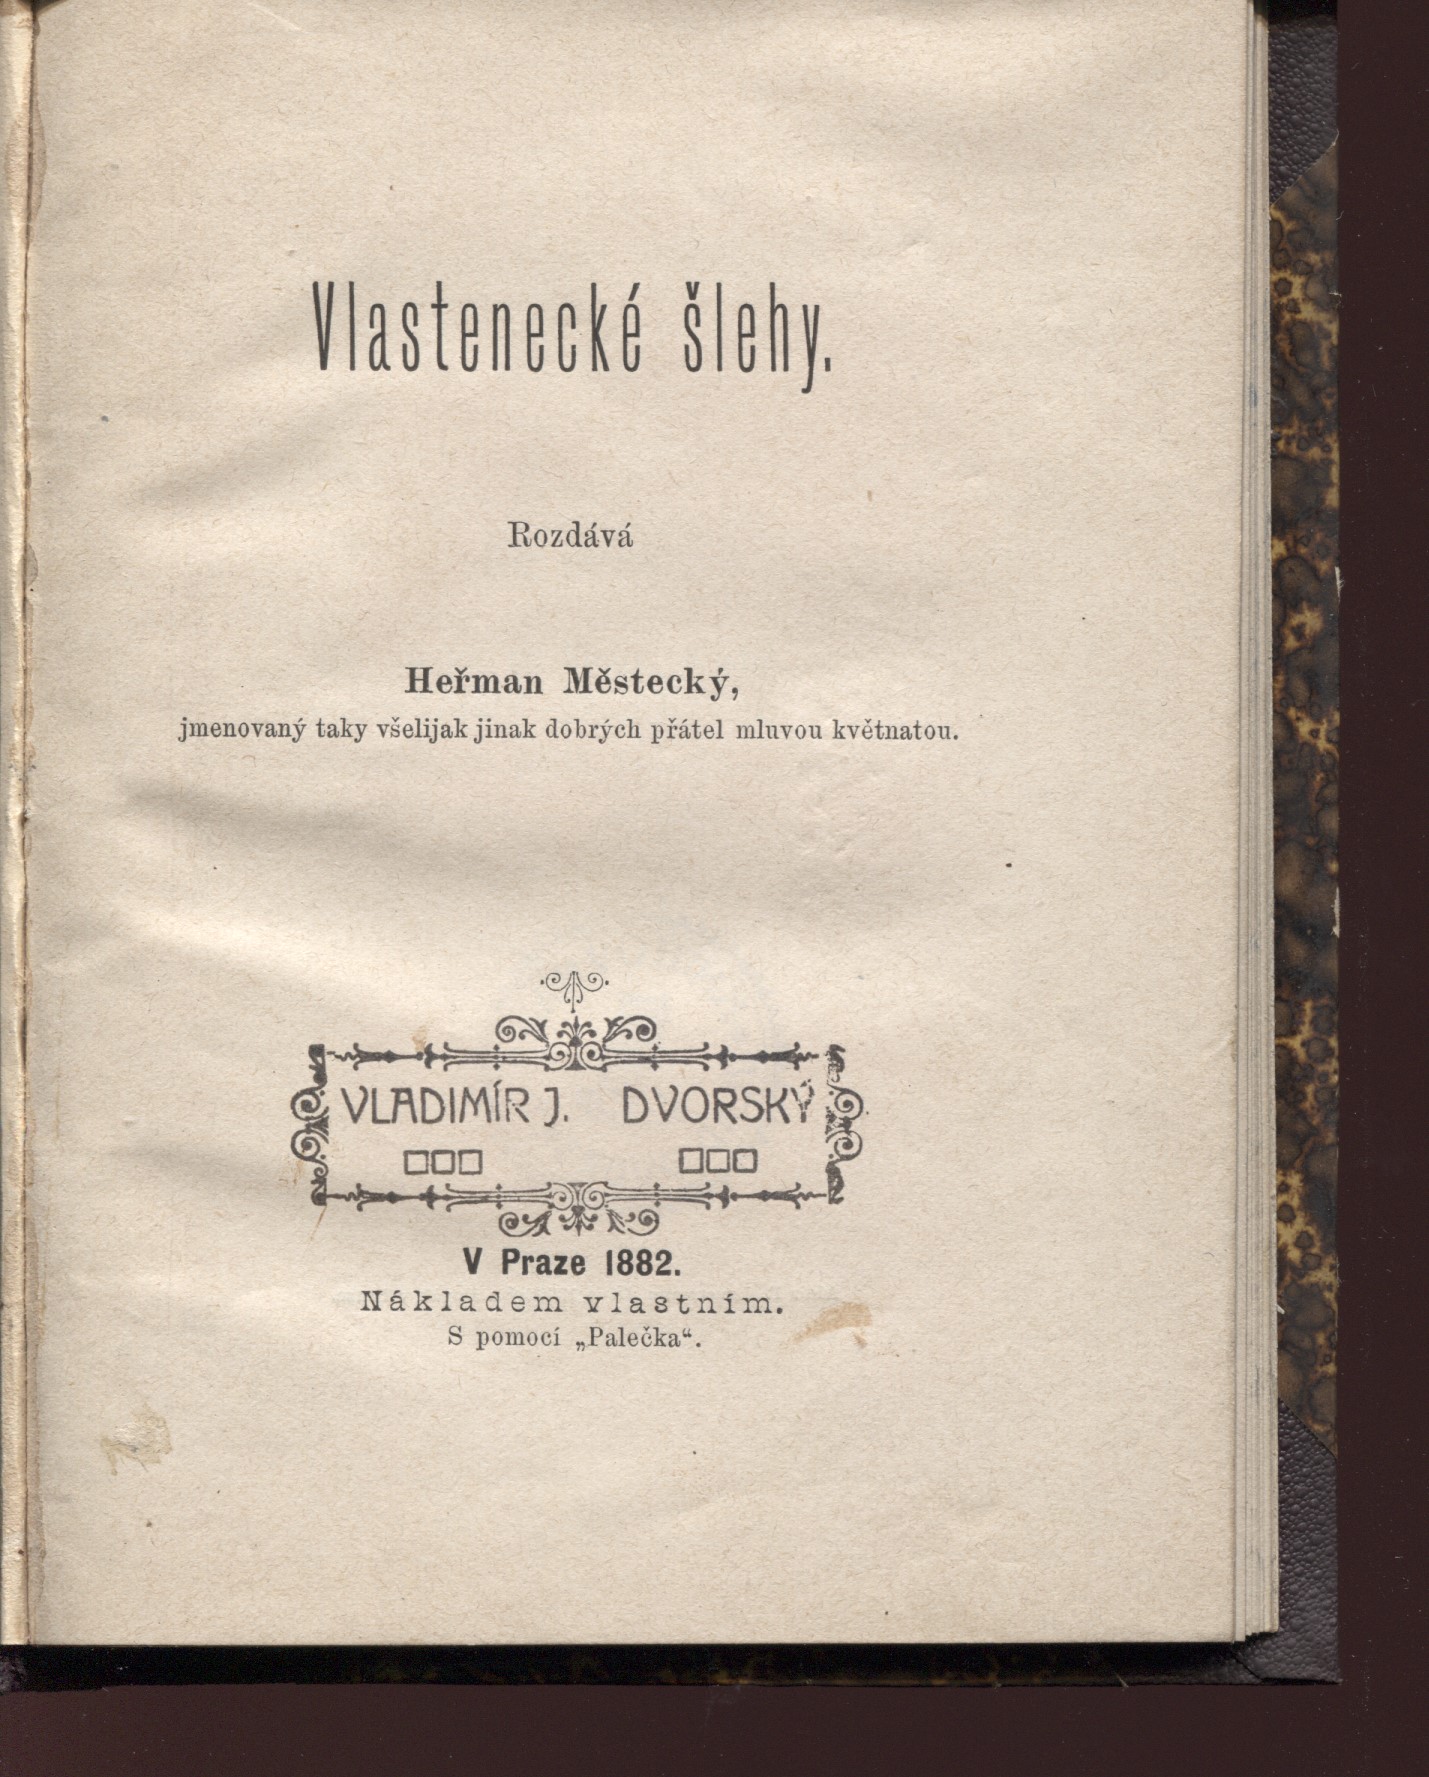 Vlastenecké šlehy.
Rozdává
Heřman Městecký,
jmenovaný taky všelijak jinak dobrých přátel mluvou květnatou.
VLADIMÍR J. DVORSKÝ
V Praze 1882.
Nákladem vlastním.
S pomocí „Palečka“.